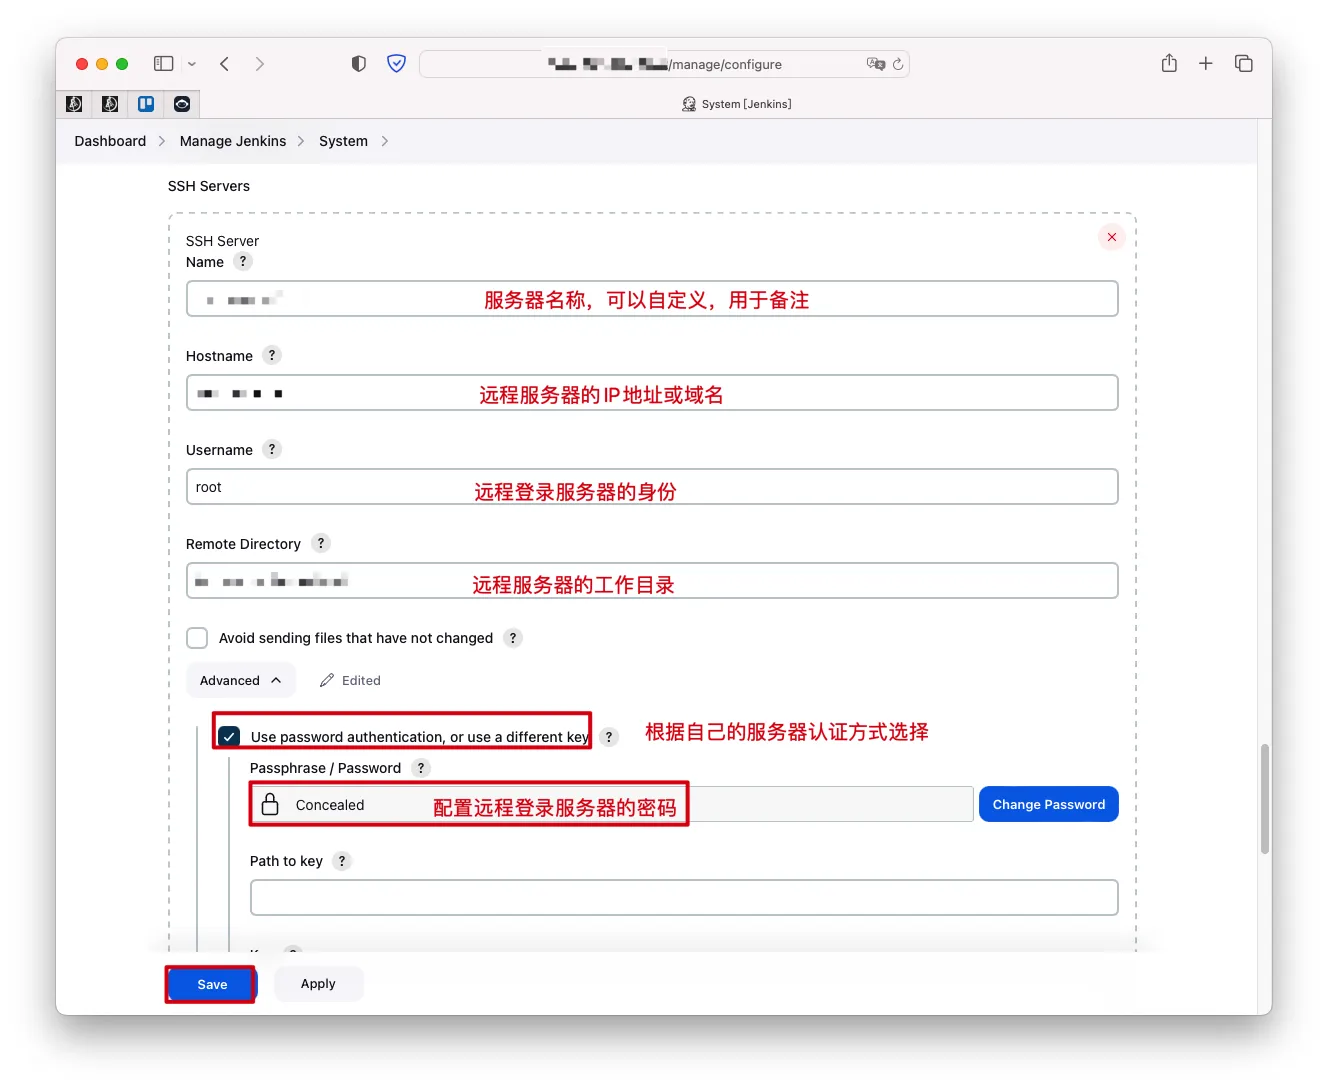 /manage/configure
System [Jenkins]
Dashboard > Manage Jenkins > System >
SSH Servers
SSH Server
Name ?
服务器名称，可以自定义，用于备注
Hostname ?
远程服务器的IP地址或域名
Username ?
root 远程登录服务器的身份
Remote Directory ?
远程服务器的工作目录
Avoid sending files that have not changed ?
Advanced Edited
Use password authentication, or use a different key ? 根据自己的服务器认证方式选择
Passphrase / Password ?
Concealed 配置远程登录服务器的密码 Change Password
Path to key ?
Save Apply